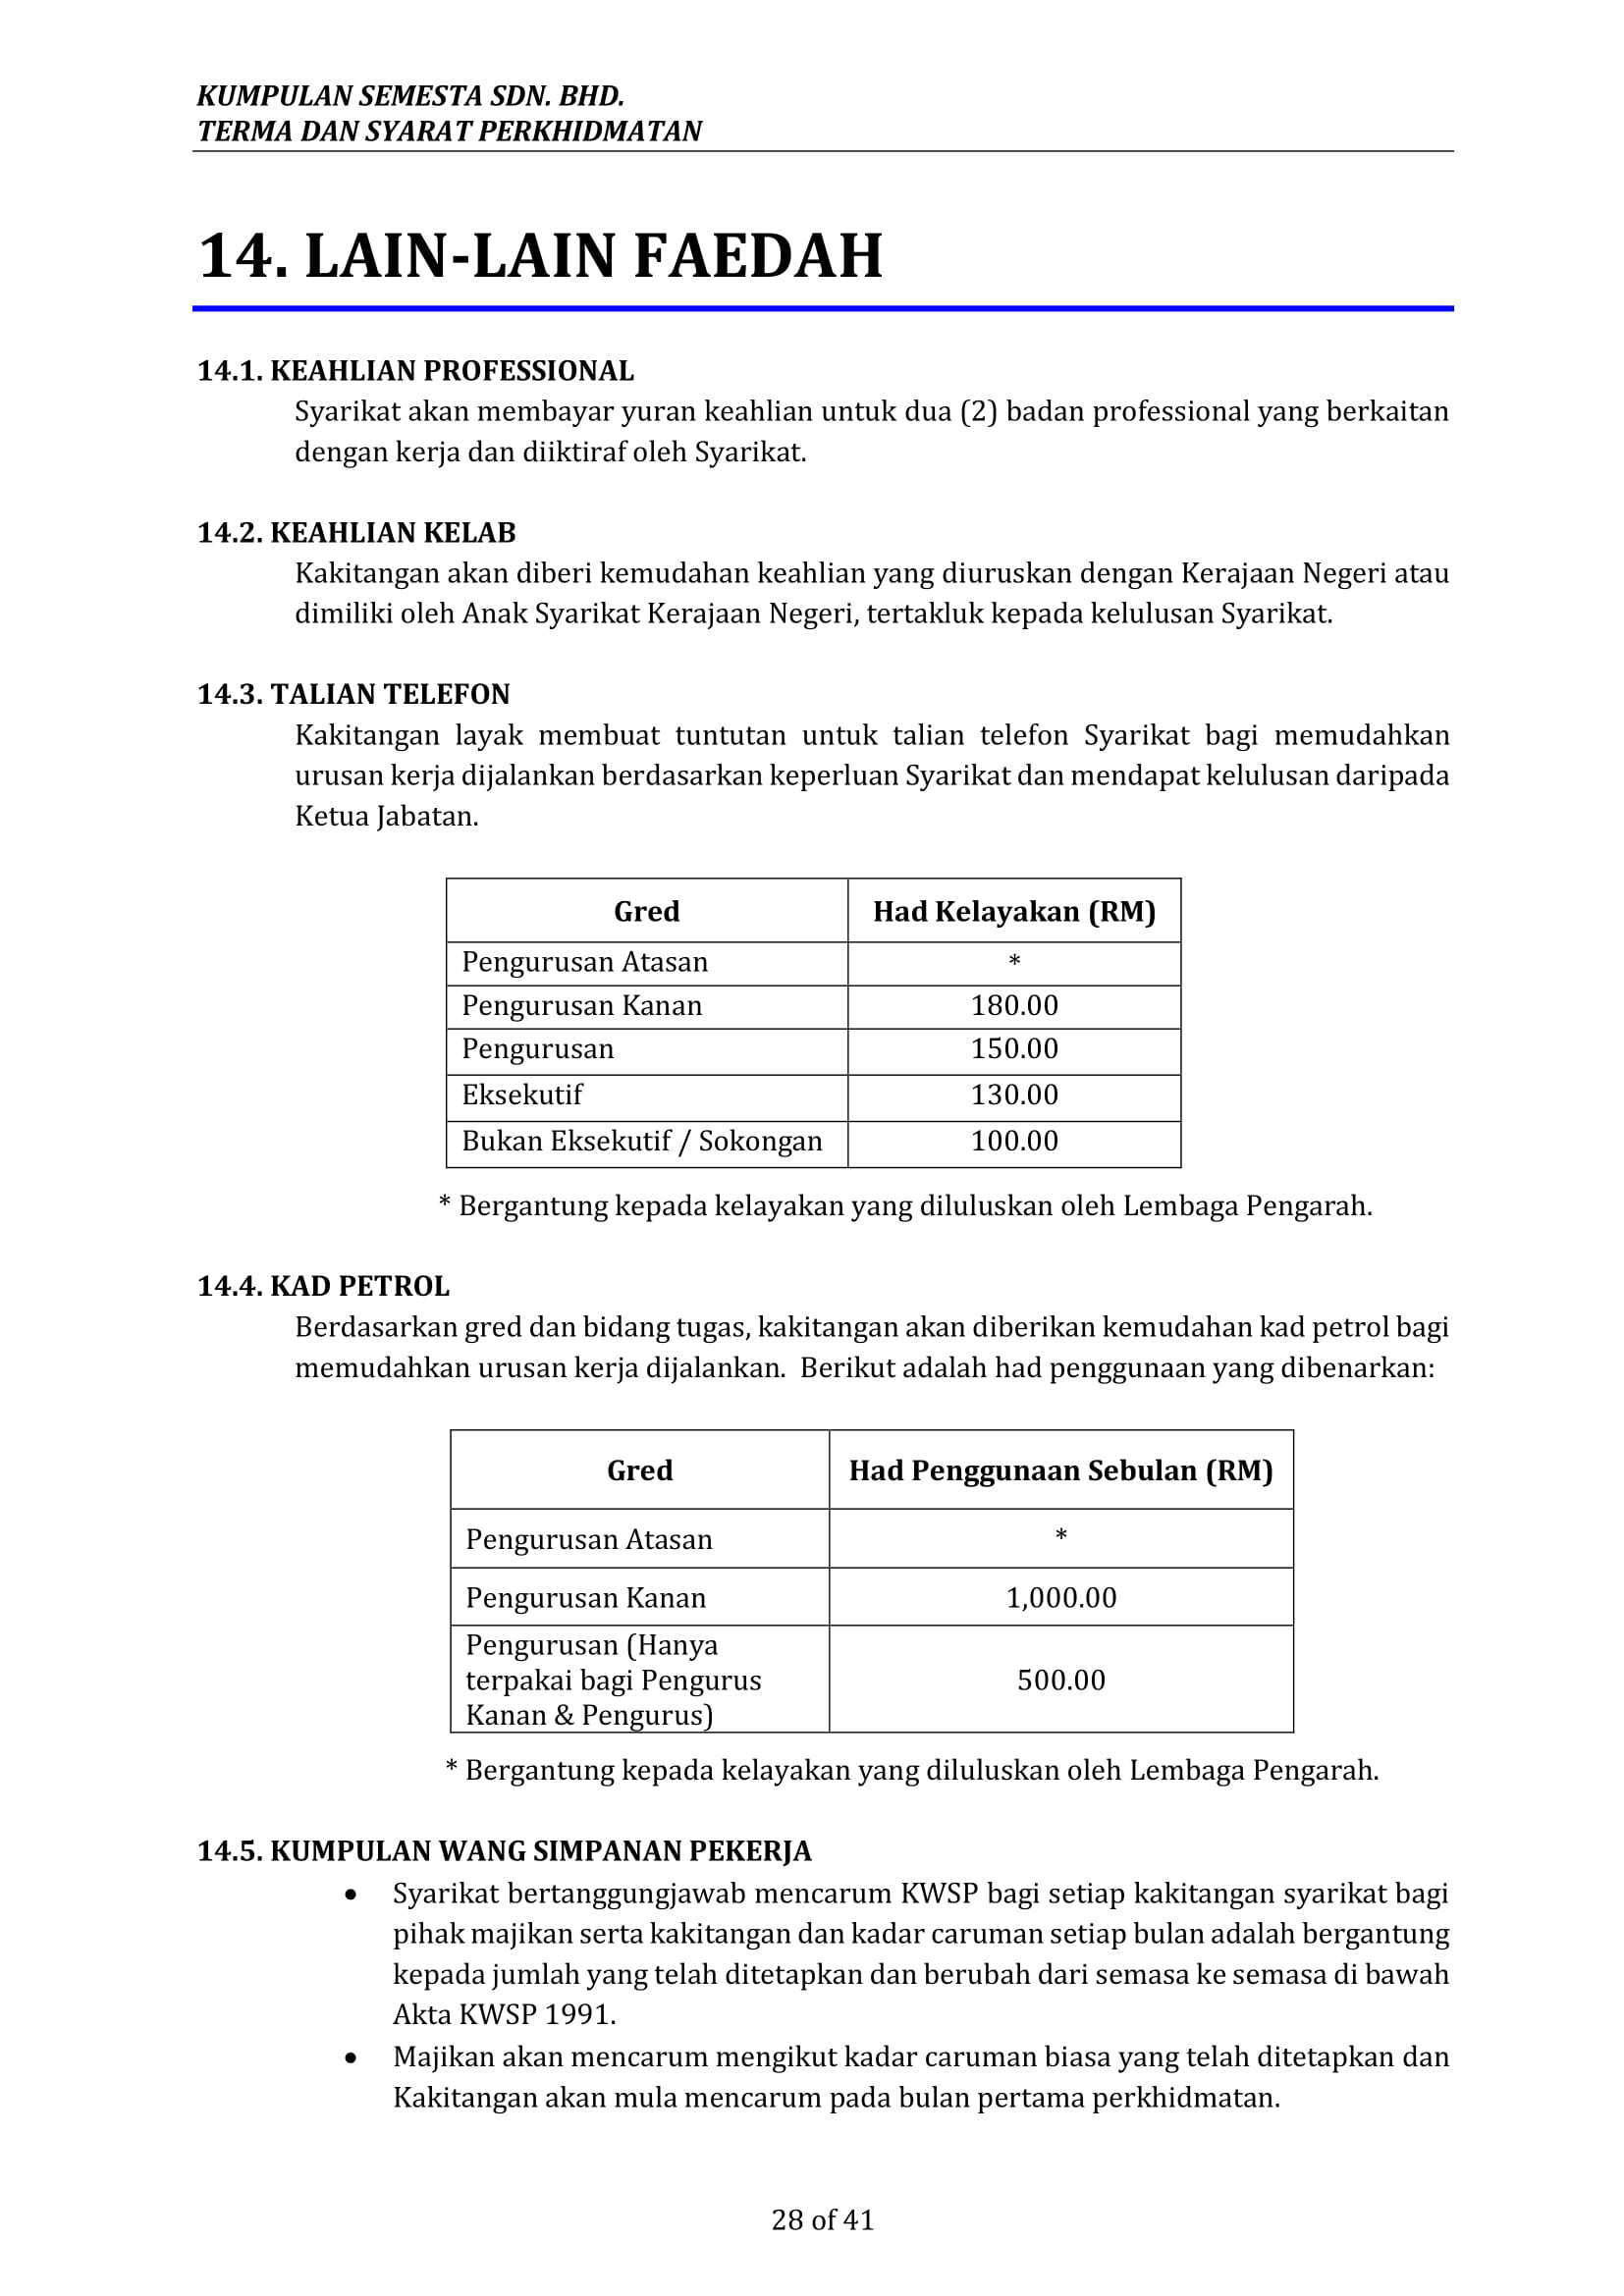 KUMPULAN SEMESTA SDN. BHD.
TERMA DAN SYARAT PERKHIDMATAN
14. LAIN-LAIN FAEDAH
14.1. KEAHLIAN PROFESSIONAL
Syarikat akan membayar yuran keahlian untuk dua (2) badan professional yang berkaitan
dengan kerja dan diiktiraf oleh Syarikat.
14.2. KEAHLIAN KELAB
Kakitangan akan diberi kemudahan keahlian yang diuruskan dengan Kerajaan Negeri atau
dimiliki oleh Anak Syarikat Kerajaan Negeri, tertakluk kepada kelulusan Syarikat.
14.3. TALIAN TELEFON
Kakitangan layak membuat tuntutan untuk talian telefon Syarikat bagi memudahkan
urusan kerja dijalankan berdasarkan keperluan Syarikat dan mendapat kelulusan daripada
Ketua Jabatan.
Gred Had Kelayakan (RM)
Pengurusan Atasan *
Pengurusan Kanan 180.00
Pengurusan 150.00
Eksekutif 130.00
Bukan Eksekutif / Sokongan 100.00
* Bergantung kepada kelayakan yang diluluskan oleh Lembaga Pengarah.
14.4. KAD PETROL
Berdasarkan gred dan bidang tugas, kakitangan akan diberikan kemudahan kad petrol bagi
memudahkan urusan kerja dijalankan. Berikut adalah had penggunaan yang dibenarkan:
Gred Had Penggunaan Sebulan (RM)
Pengurusan Atasan *
Pengurusan Kanan 1,000.00
Pengurusan (Hanya
terpakai bagi Pengurus 500.00
Kanan & Pengurus)
* Bergantung kepada kelayakan yang diluluskan oleh Lembaga Pengarah.
14.5. KUMPULAN WANG SIMPANAN PEKERJA
• Syarikat bertanggungjawab mencarum KWSP bagi setiap kakitangan syarikat bagi
pihak majikan serta kakitangan dan kadar caruman setiap bulan adalah bergantung
kepada jumlah yang telah ditetapkan dan berubah dari semasa ke semasa di bawah
Akta KWSP 1991.
• Majikan akan mencarum mengikut kadar caruman biasa yang telah ditetapkan dan
Kakitangan akan mula mencarum pada bulan pertama perkhidmatan.
28 of 41